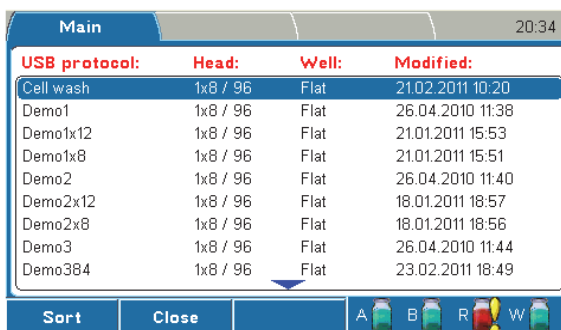 Main 20:34
USB protocol: Head: Well: Modified:
Cell wash 1x8 / 96 Flat 21.02.2011 10:20
Demo1 1x8 / 96 Flat 26.04.2010 11:38
Demo1x12 1x8 / 96 Flat 21.01.2011 15:53
Demo1x8 1x8 / 96 Flat 21.01.2011 15:51
Demo2 1x8 / 96 Flat 26.04.2010 11:40
Demo2x12 1x8 / 96 Flat 18.01.2011 18:57
Demo2x8 1x8 / 96 Flat 18.01.2011 18:56
Demo3 1x8 / 96 Flat 26.04.2010 11:44
Demo384 1x8 / 96 Flat 23.02.2011 18:49
Sort Close A B R ! W